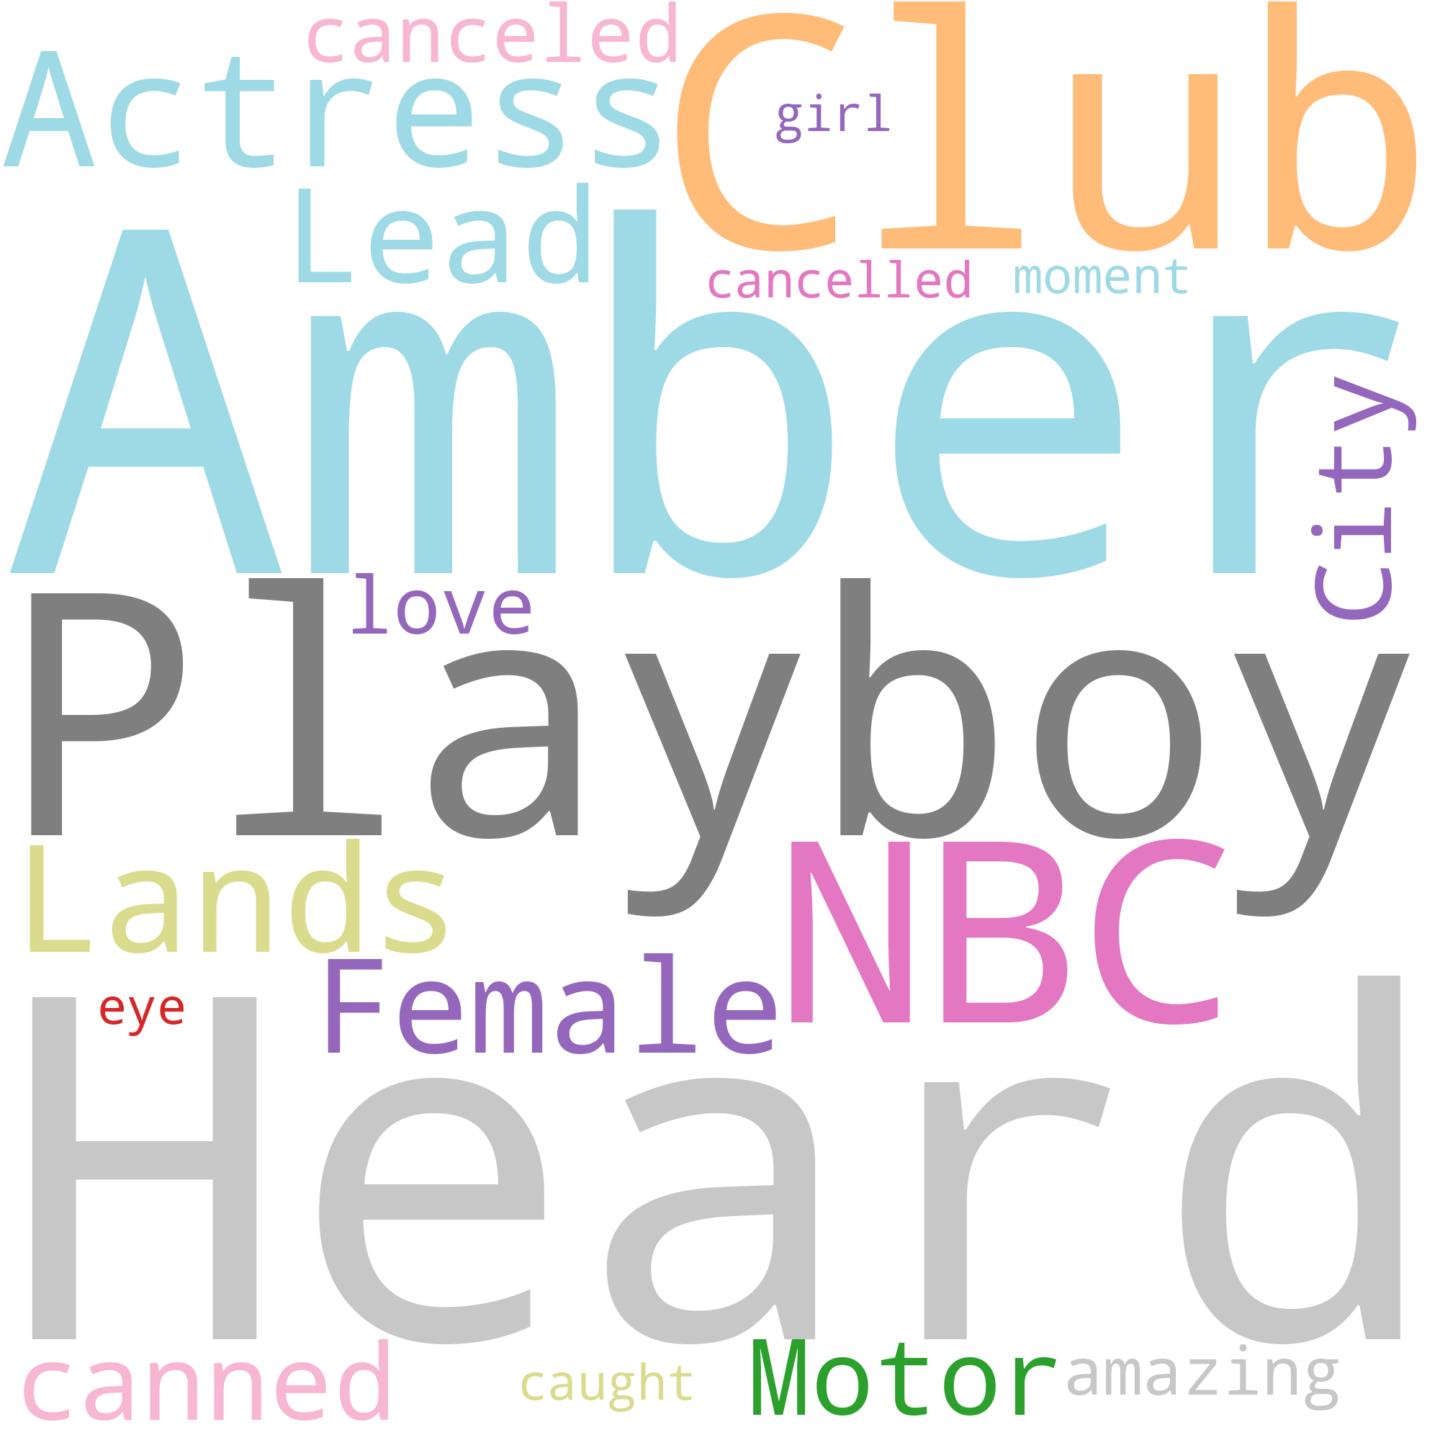 canceled
Club
Actress
girl
Lead
cancelled
moment
Amber
City
love
Playboy
Lands
NBC
Female
eye
Heard
canned
caught
Motor
amazing